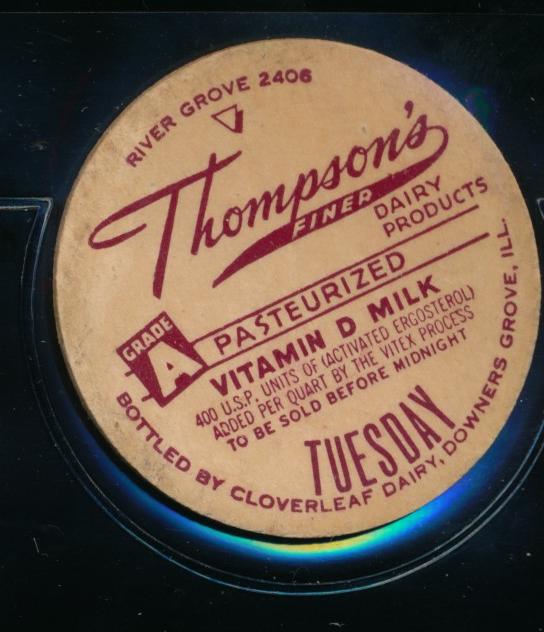 RIVER GROVE 2406
Thompson's
FINER
DAIRY
PRODUCTS
GRADE
A
PASTEURIZED
VITAMIN D MILK
400 U.S.P. UNITS OF (ACTIVATED ERGOSTEROL)
ADDED PER QUART BY THE VITEX PROCESS
TO BE SOLD BEFORE MIDNIGHT
TUESDAY
BOTTLED BY CLOVERLEAF DAIRY, DOWNERS GROVE, ILL.